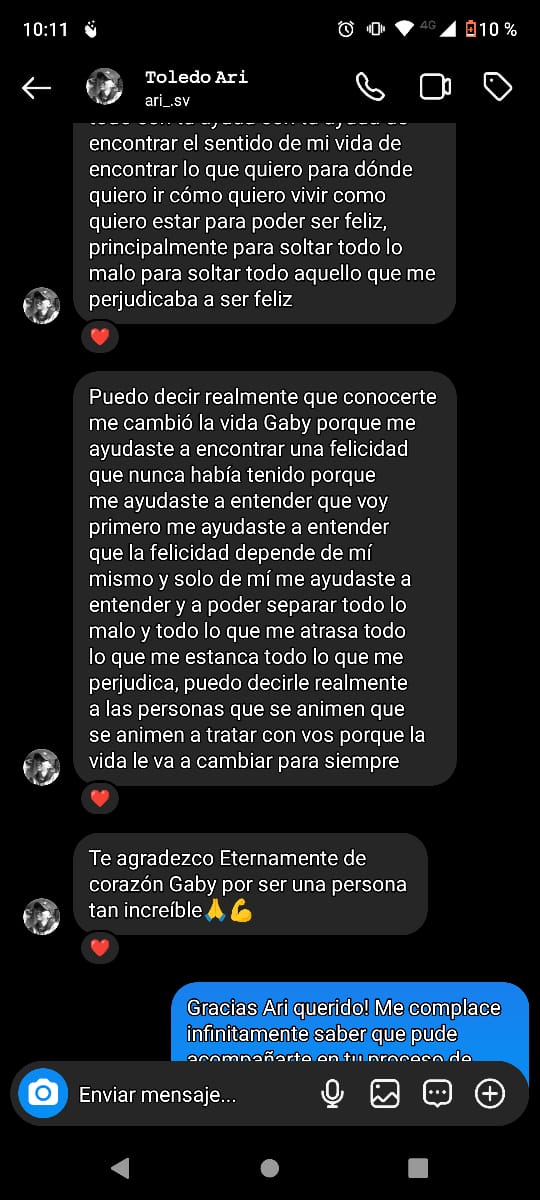 10:11
4G
10 %
Toledo Ari
ari_.sv
encontrar el sentido de mi vida de
encontrar lo que quiero para dónde
quiero ir cómo quiero vivir como
quiero estar para poder ser feliz,
principalmente para soltar todo lo
malo para soltar todo aquello que me
perjudicaba a ser feliz
Puedo decir realmente que conocerte
me cambió la vida Gaby porque me
ayudaste a encontrar una felicidad
que nunca había tenido porque
me ayudaste a entender que voy
primero me ayudaste a entender
que la felicidad depende de mí
mismo y solo de mí me ayudaste a
entender y a poder separar todo lo
malo y todo lo que me atrasa todo
lo que me estanca todo lo que me
perjudica, puedo decirle realmente
a las personas que se animen que
se animen a tratar con vos porque la
vida le va a cambiar para siempre
Te agradezco Eternamente de
corazón Gaby por ser una persona
tan increíble🙏💪
Gracias Ari querido! Me complace
infinitamente saber que pude
acompañarte en tu proceso de
Enviar mensaje...